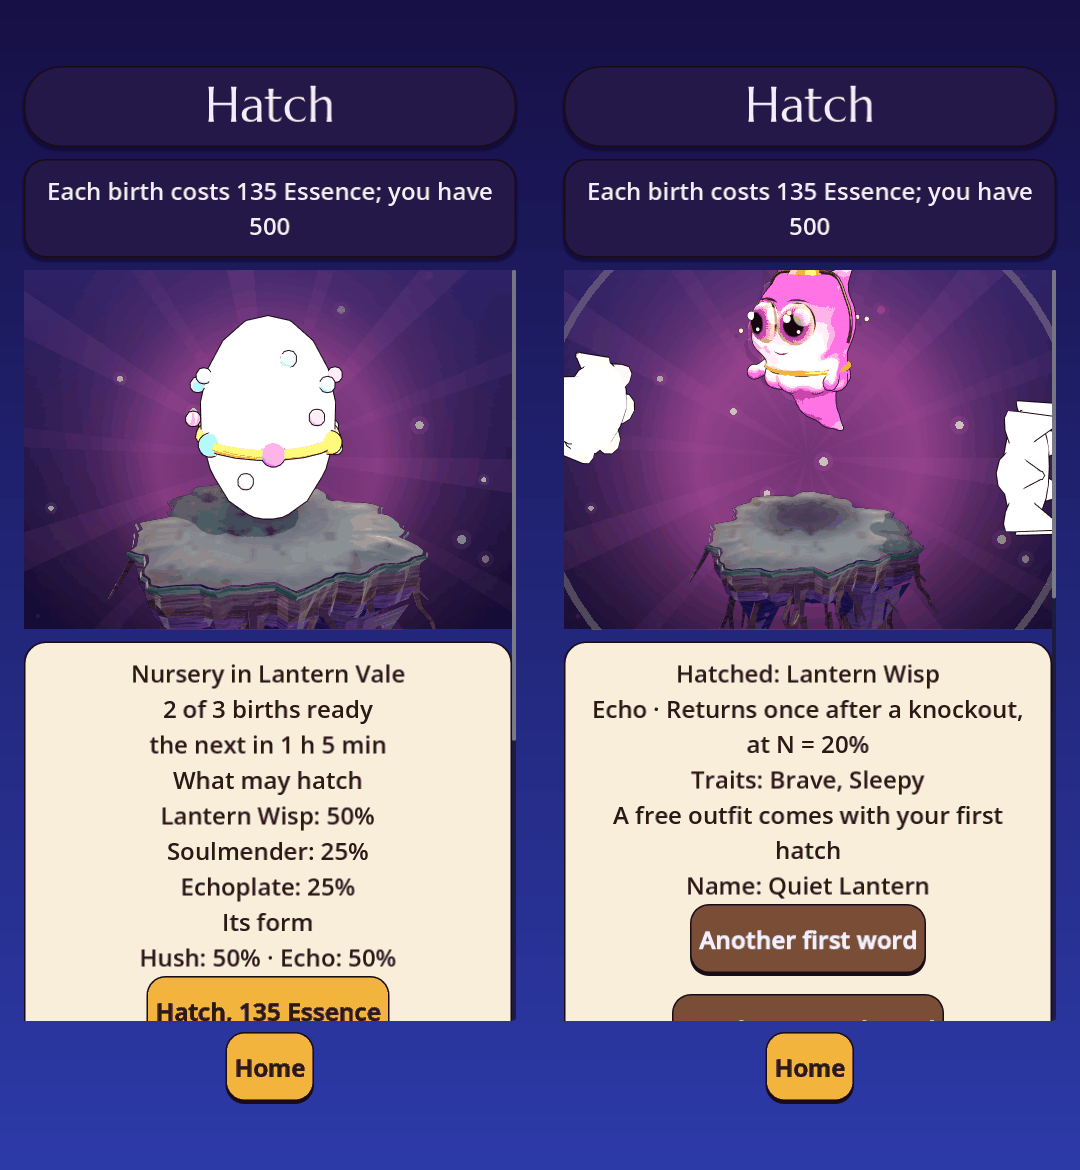 Hatch
Each birth costs 135 Essence; you have
500
Nursery in Lantern Vale
2 of 3 births ready
the next in 1 h 5 min
What may hatch
Lantern Wisp: 50%
Soulmender: 25%
Echoplate: 25%
Its form
Hush: 50% · Echo: 50%
Hatch, 135 Essence
Home
Hatch
Each birth costs 135 Essence; you have
500
Hatched: Lantern Wisp
Echo · Returns once after a knockout,
at N = 20%
Traits: Brave, Sleepy
A free outfit comes with your first
hatch
Name: Quiet Lantern
Another first word
Home